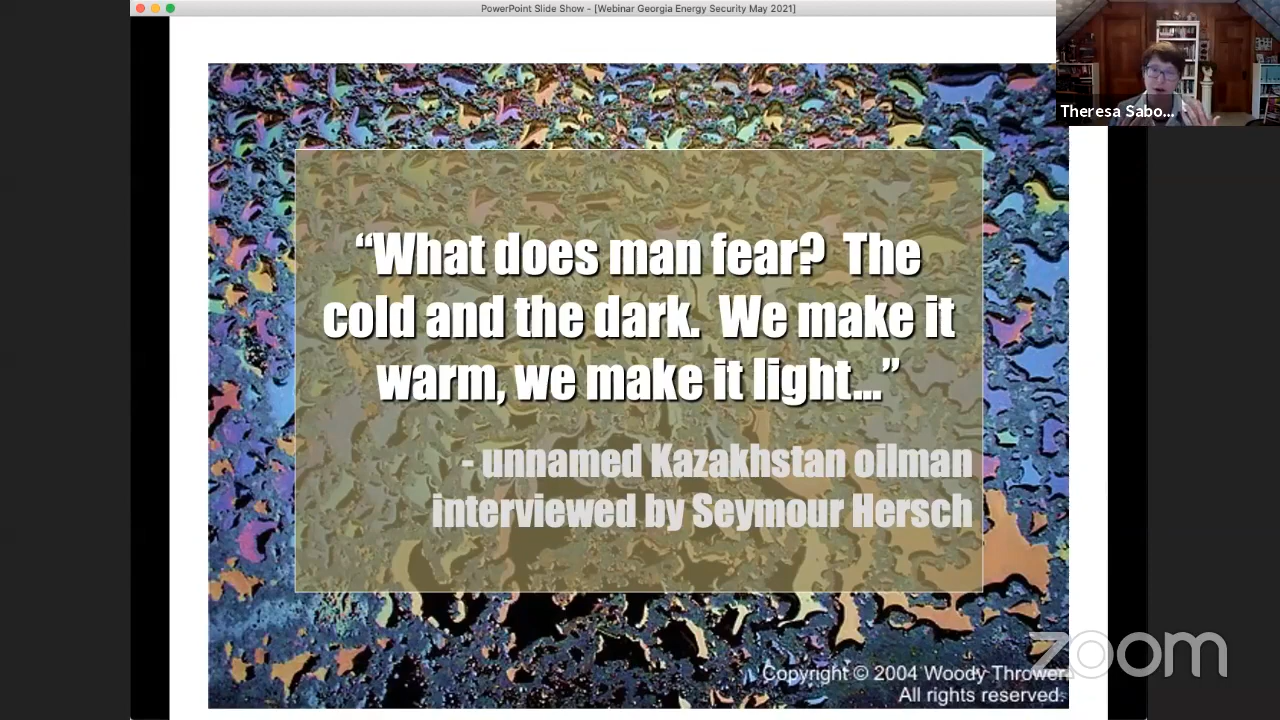 PowerPoint Slide Show - [Webinar Georgia Energy Security May 2021]
Theresa Sabo...
“What does man fear? The
cold and the dark. We make it
warm, we make it light...”
- unnamed Kazakhstan oilman
interviewed by Seymour Hersch
zoom
Copyright © 2004 Woody Thrower
All rights reserved.